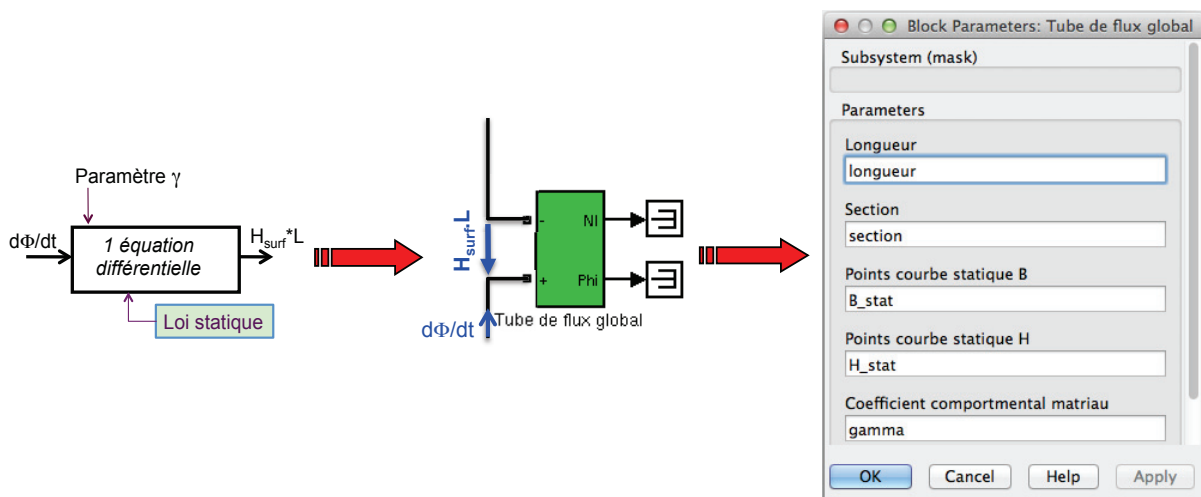 Paramètre γ
dΦ/dt
1 équation
différentielle
H_surf*L
Loi statique
H_surf.L
-
NI
+
Phi
Tube de flux global
dΦ/dt
Block Parameters: Tube de flux global
Subsystem (mask)
Parameters
Longueur
longueur
Section
section
Points courbe statique B
B_stat
Points courbe statique H
H_stat
Coefficient comportmental matriau
gamma
OK
Cancel
Help
Apply